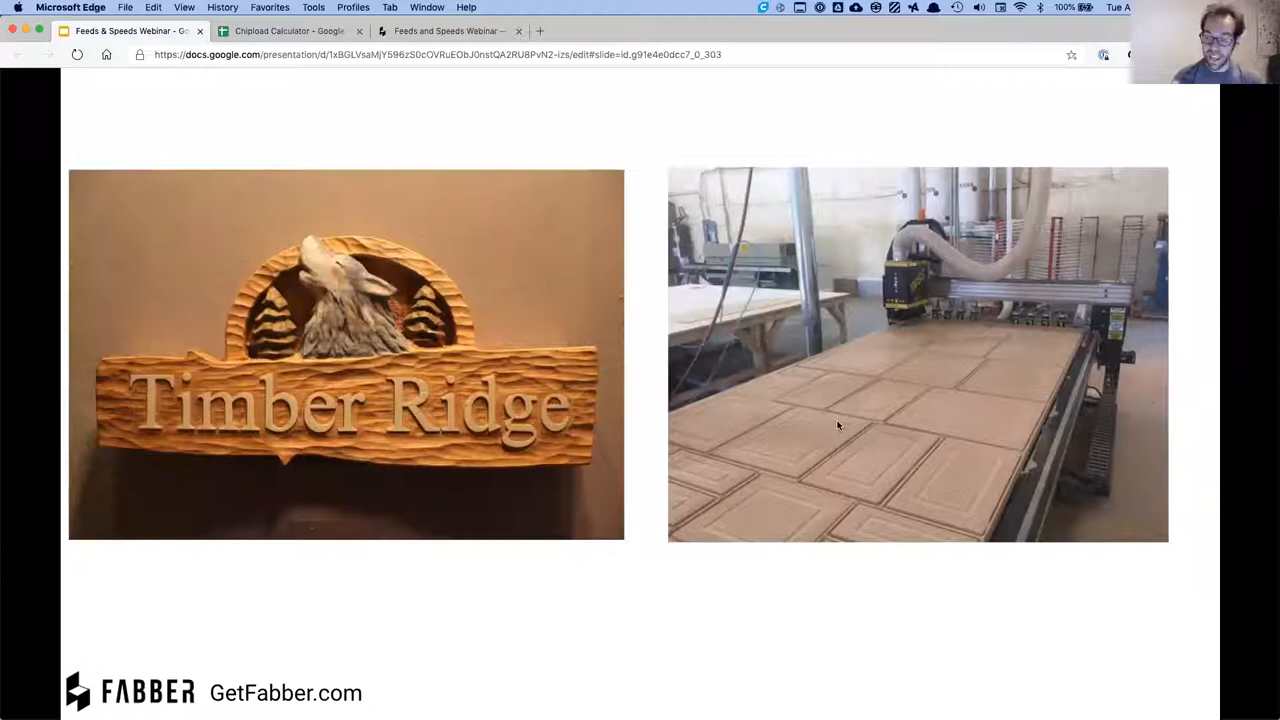 Microsoft Edge File Edit View History Favorites Tools Profiles Tab Window Help 100% Tue A
Feeds & Speeds Webinar - Go Chipload Calculator - Google Feeds and Speeds Webinar —
https://docs.google.com/presentation/d/1xBGLVsaMjY596zS0cOVRuEObJ0nstQA2RU8PvN2-izs/edit#slide=id.g91e4e0dcc7_0_303
Timber Ridge
FABBER GetFabber.com